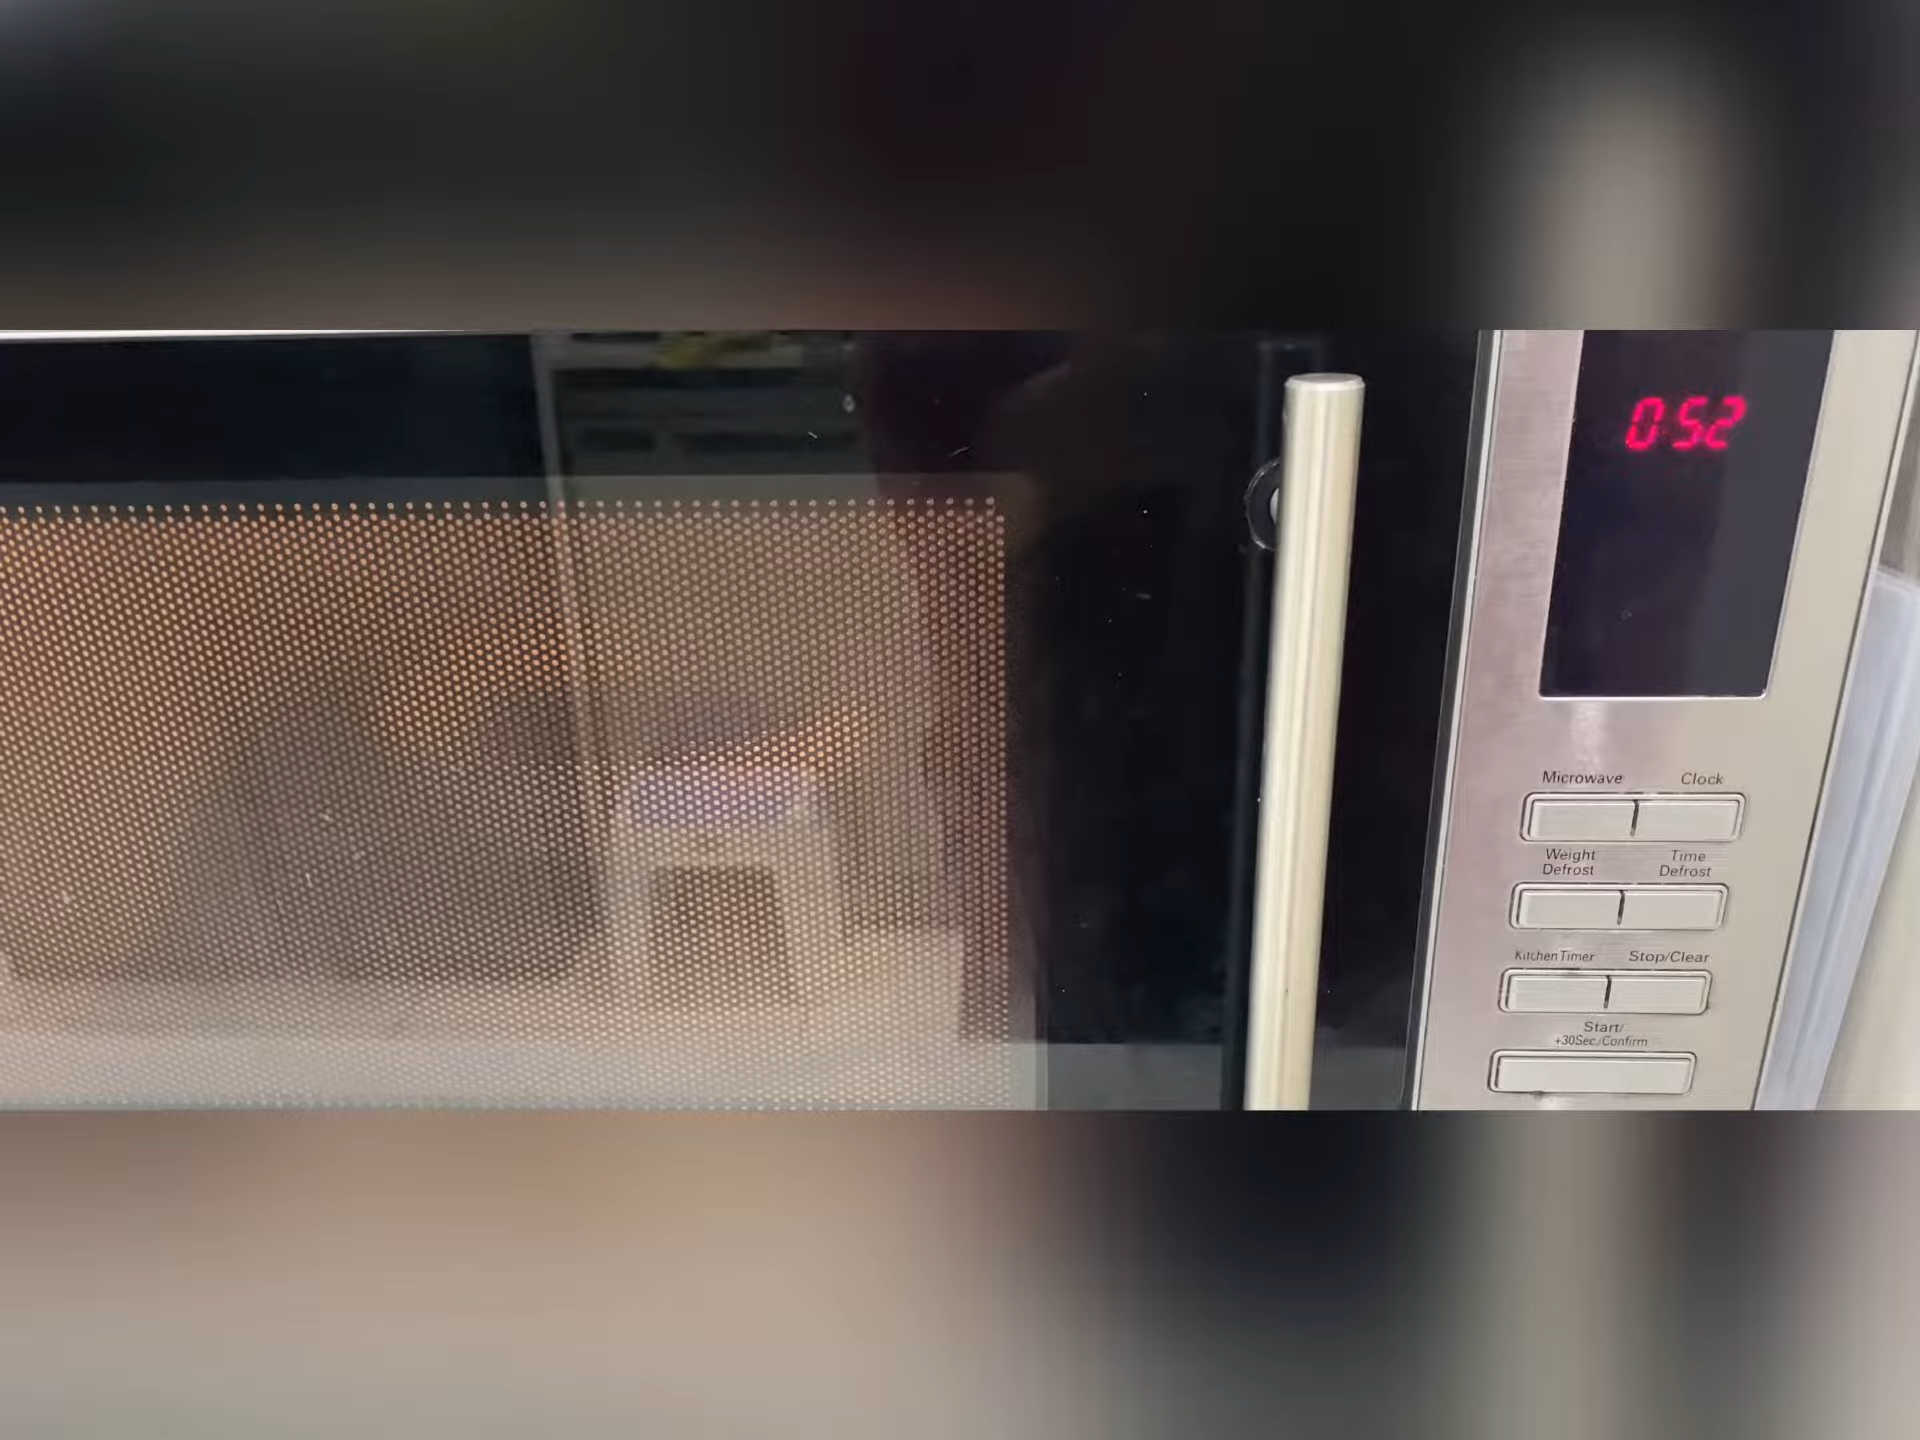 0:52
Microwave Clock
Weight Defrost Time Defrost
Kitchen Timer Stop/Clear
Start/
+30Sec./Confirm